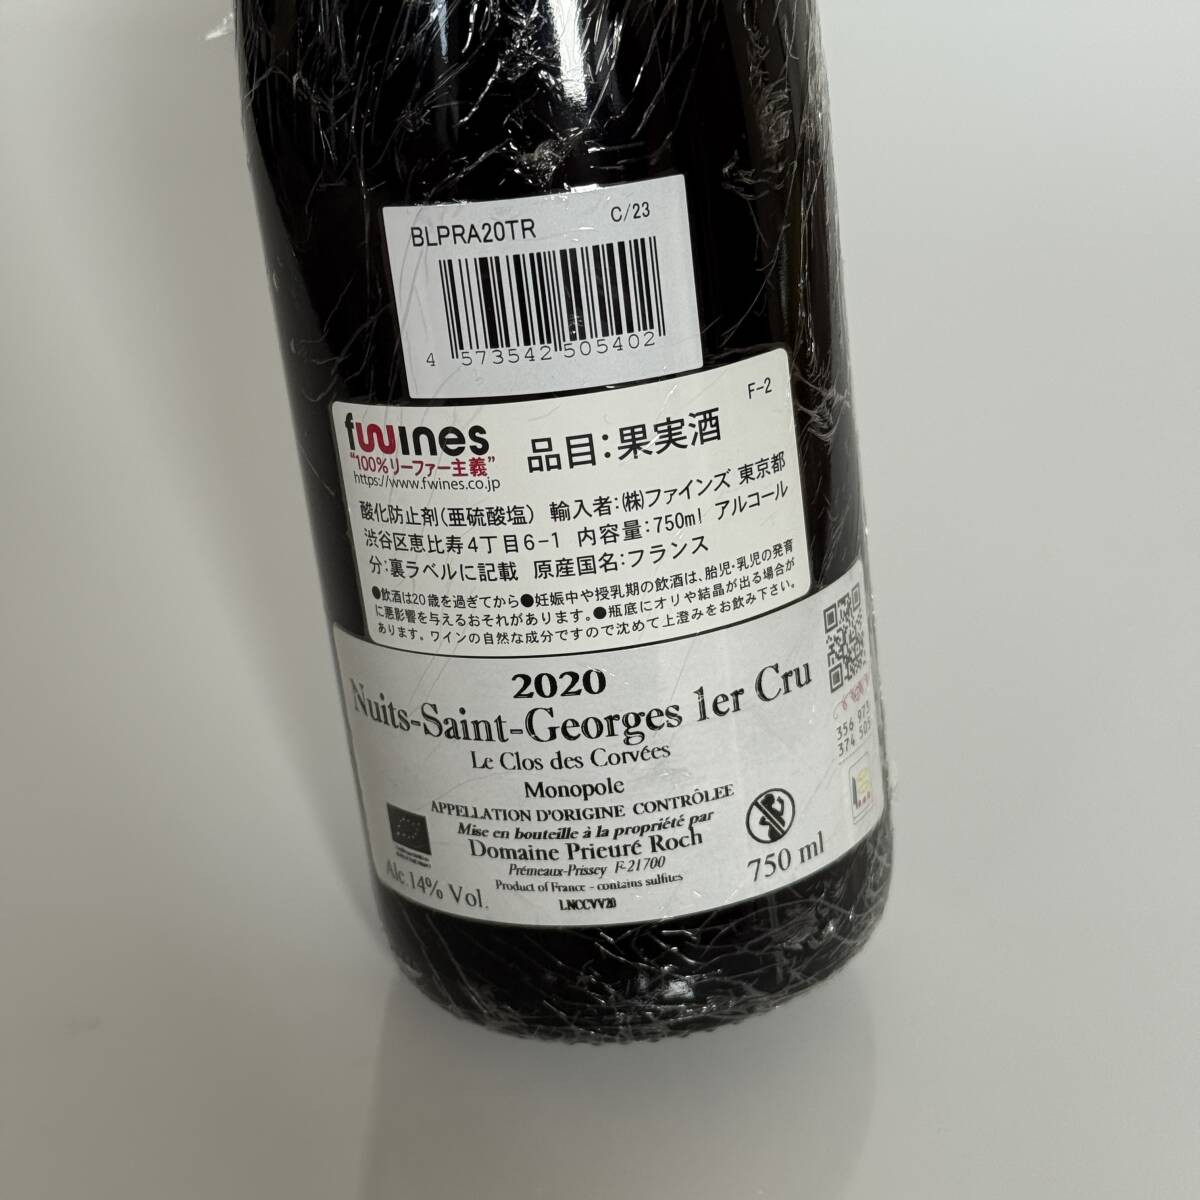 BLPRA20TR C/23
4 573542 505402
F-2
fwines
"100%リーファー主義"
https://www.fwines.co.jp
品目:果実酒
酸化防止剤(亜硫酸塩) 輸入者:㈱ファインズ 東京都
渋谷区恵比寿4丁目6-1 内容量:750ml アルコール
分:裏ラベルに記載 原産国名:フランス
●飲酒は20歳を過ぎてから●妊娠中や授乳期の飲酒は、胎児・乳児の発育
に悪影響を与えるおそれがあります。●瓶底にオリや結晶が出る場合が
あります。ワインの自然な成分ですので沈めて上澄みをお飲み下さい。
2020
Nuits-Saint-Georges 1er Cru
Le Clos des Corvées
Monopole
APPELLATION D'ORIGINE CONTRÔLÉE
Mise en bouteille à la propriété par
Domaine Prieuré Roch
Prémeaux-Prissey F-21700
Product of France - contains sulfites
LNCCVV20
Alc.14% Vol.
750 ml
356 973
374 505